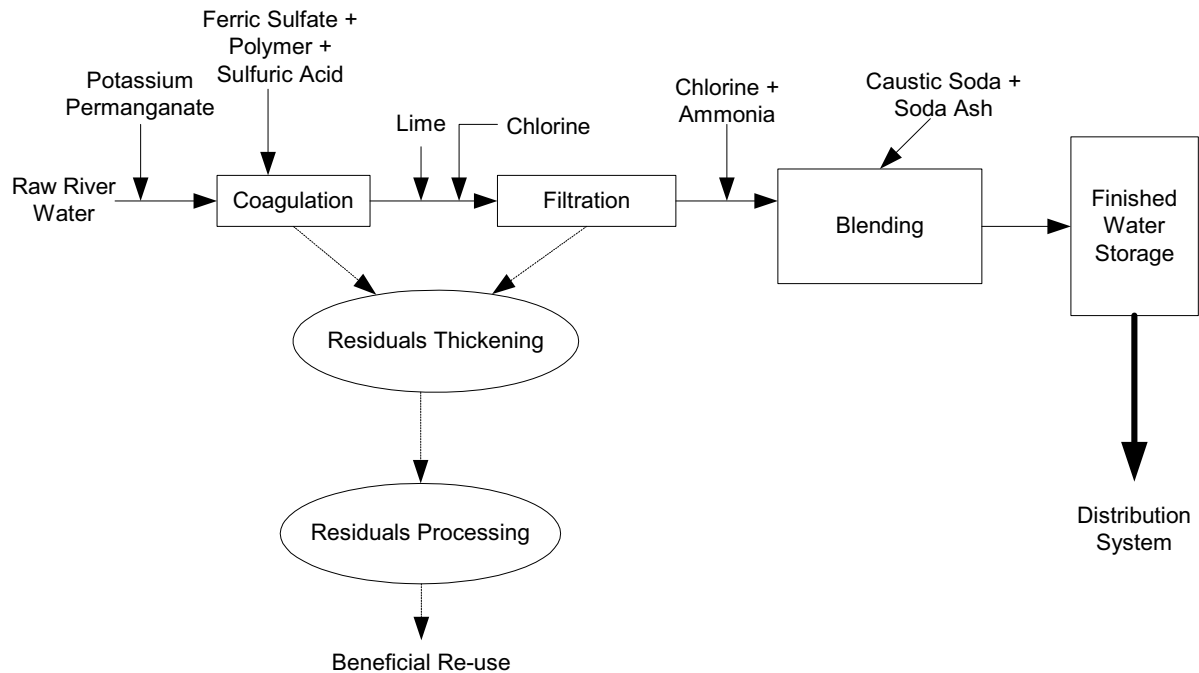 Ferric Sulfate +
Polymer +
Sulfuric Acid
Potassium
Permanganate
Lime
Chlorine
Chlorine +
Ammonia
Caustic Soda +
Soda Ash
Raw River
Water
Coagulation
Filtration
Blending
Finished
Water
Storage
Residuals Thickening
Residuals Processing
Distribution
System
Beneficial Re-use